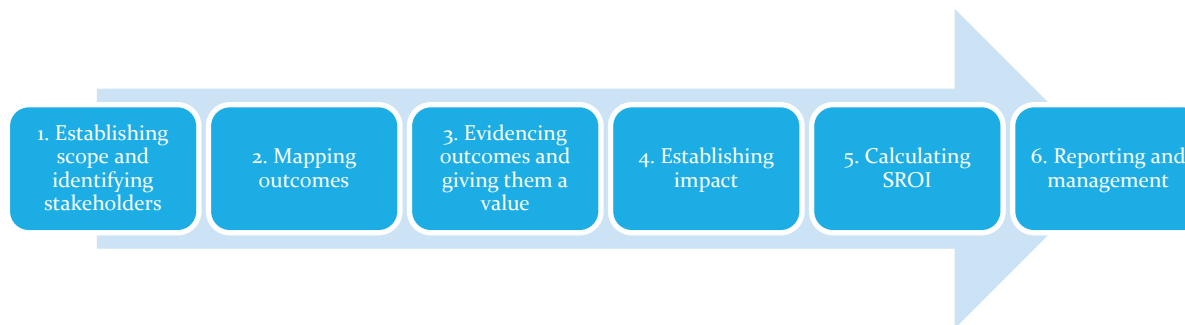 1. Establishing
scope and
identifying
stakeholders
2. Mapping
outcomes
3. Evidencing
outcomes and
giving them a
value
4. Establishing
impact
5. Calculating
SROI
6. Reporting and
management